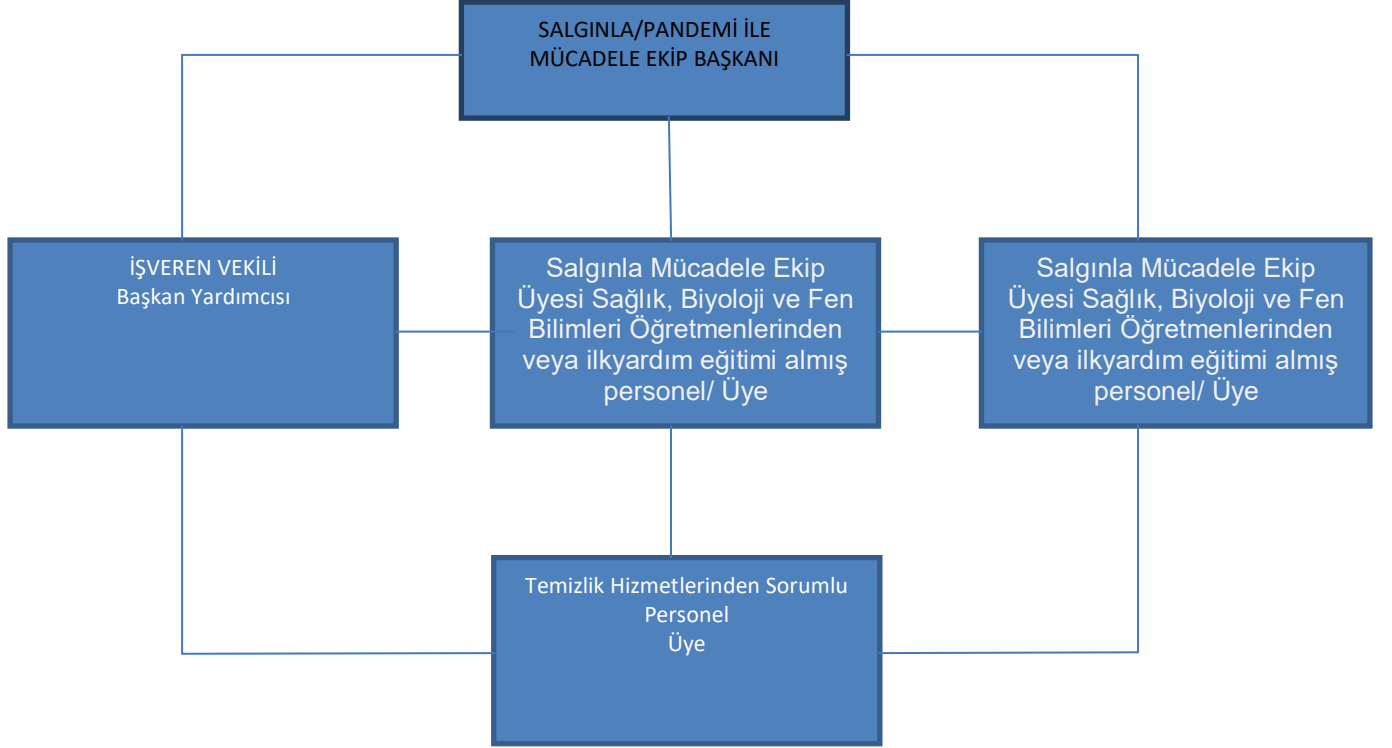 SALGINLA/PANDEMİ İLE
MÜCADELE EKİP BAŞKANI
İŞVEREN VEKİLİ
Başkan Yardımcısı
Salgınla Mücadele Ekip
Üyesi Sağlık, Biyoloji ve Fen
Bilimleri Öğretmenlerinden
veya ilkyardım eğitimi almış
personel/ Üye
Salgınla Mücadele Ekip
Üyesi Sağlık, Biyoloji ve Fen
Bilimleri Öğretmenlerinden
veya ilkyardım eğitimi almış
personel/ Üye
Temizlik Hizmetlerinden Sorumlu
Personel
Üye